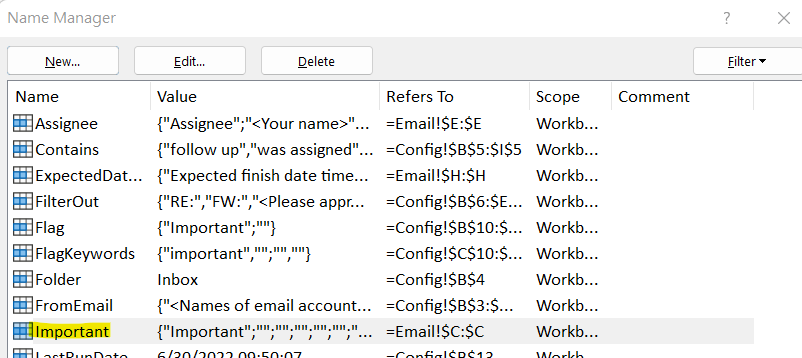 Name Manager ? ×
New... Edit... Delete Filter
Name Value Refers To Scope Comment
Assignee {"Assignee";"<Your name>"... =Email!$E:$E Workb...
Contains {"follow up","was assigned"... =Config!$B$5:$I$5 Workb...
ExpectedDat... {"Expected finish date time... =Email!$H:$H Workb...
FilterOut {"RE:","FW:","<Please appr... =Config!$B$6:$E... Workb...
Flag {"Important";""} =Config!$B$10:... Workb...
FlagKeywords {"important","";"",""} =Config!$C$10:... Workb...
Folder Inbox =Config!$B$4 Workb...
FromEmail {"<Names of email account... =Config!$B$3:$... Workb...
Important {"Important";"";"";"";"";"";"... =Email!$C:$C Workb...
LastRunDate 6/30/2022 09:50:07 =Config!$B$13 Workb...